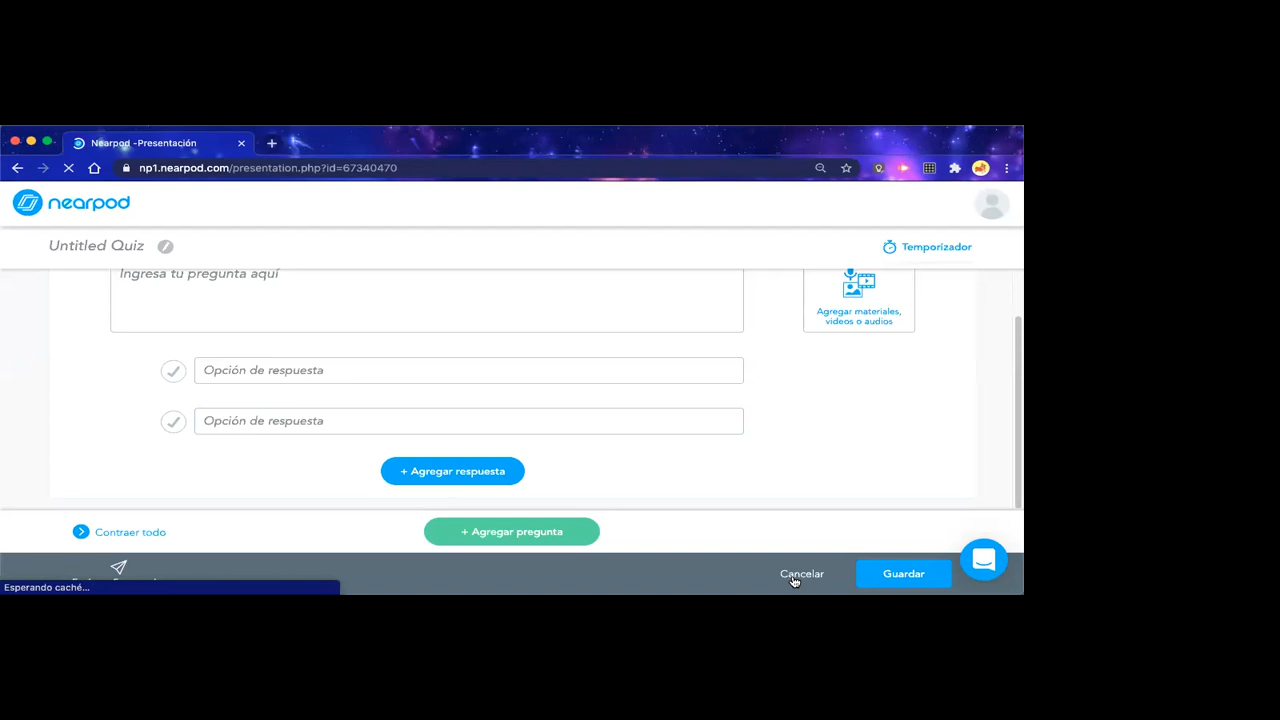 Nearpod -Presentación
np1.nearpod.com/presentation.php?id=67340470
nearpod
Untitled Quiz
Temporizador
Ingresa tu pregunta aquí
Agregar materiales,
videos o audios
Opción de respuesta
Opción de respuesta
+ Agregar respuesta
Contraer todo
+ Agregar pregunta
Cancelar
Guardar
Esperando caché...